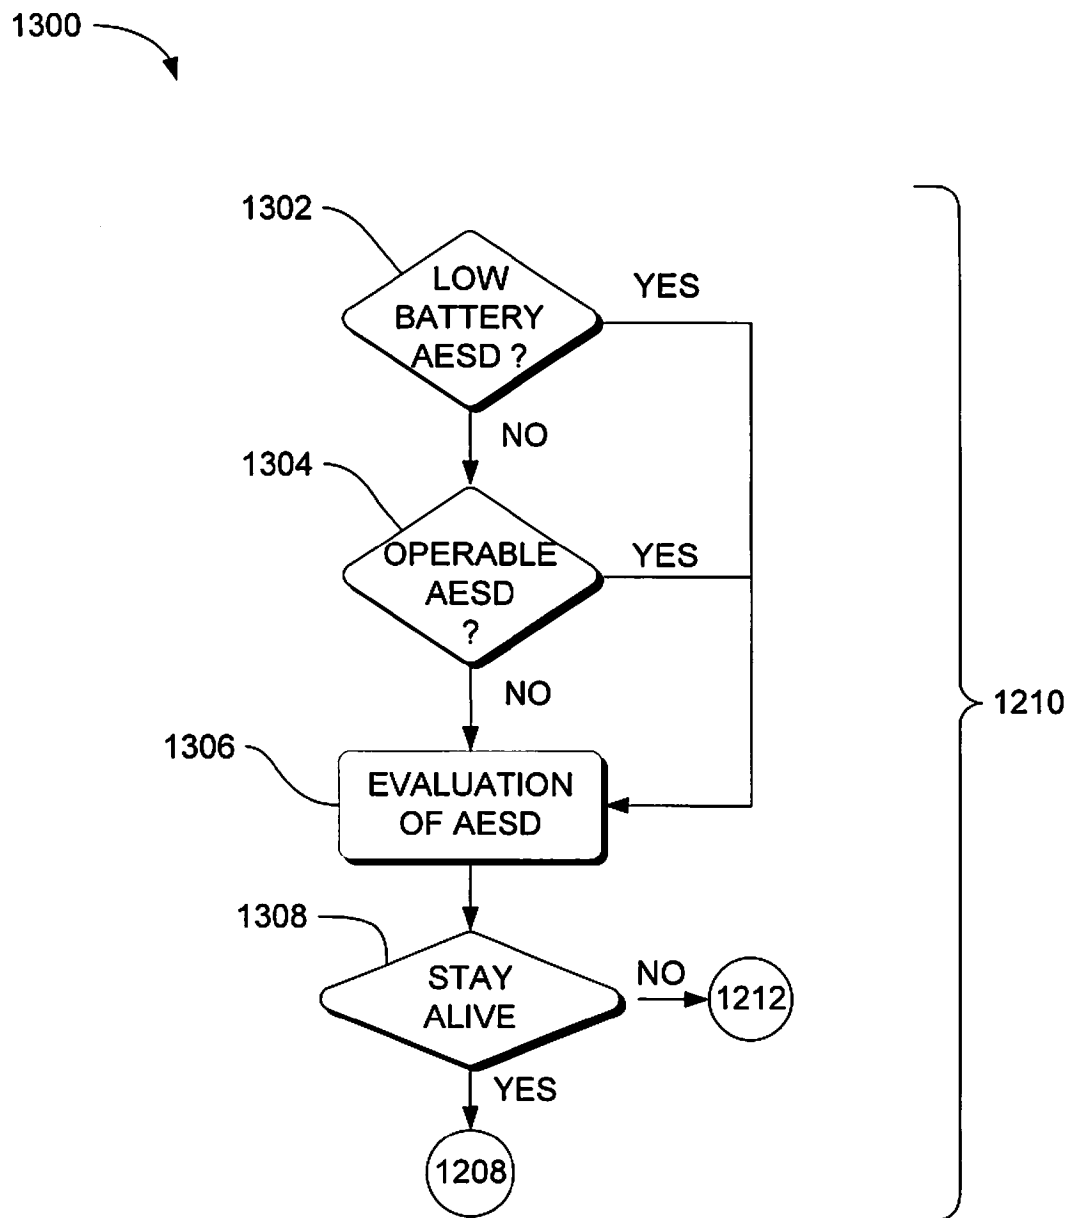 1300
1302
LOW
BATTERY
AESD ?
YES
NO
1304
OPERABLE
AESD
?
YES
NO
1210
1306
EVALUATION
OF AESD
1308
STAY
ALIVE
NO
1212
YES
1208